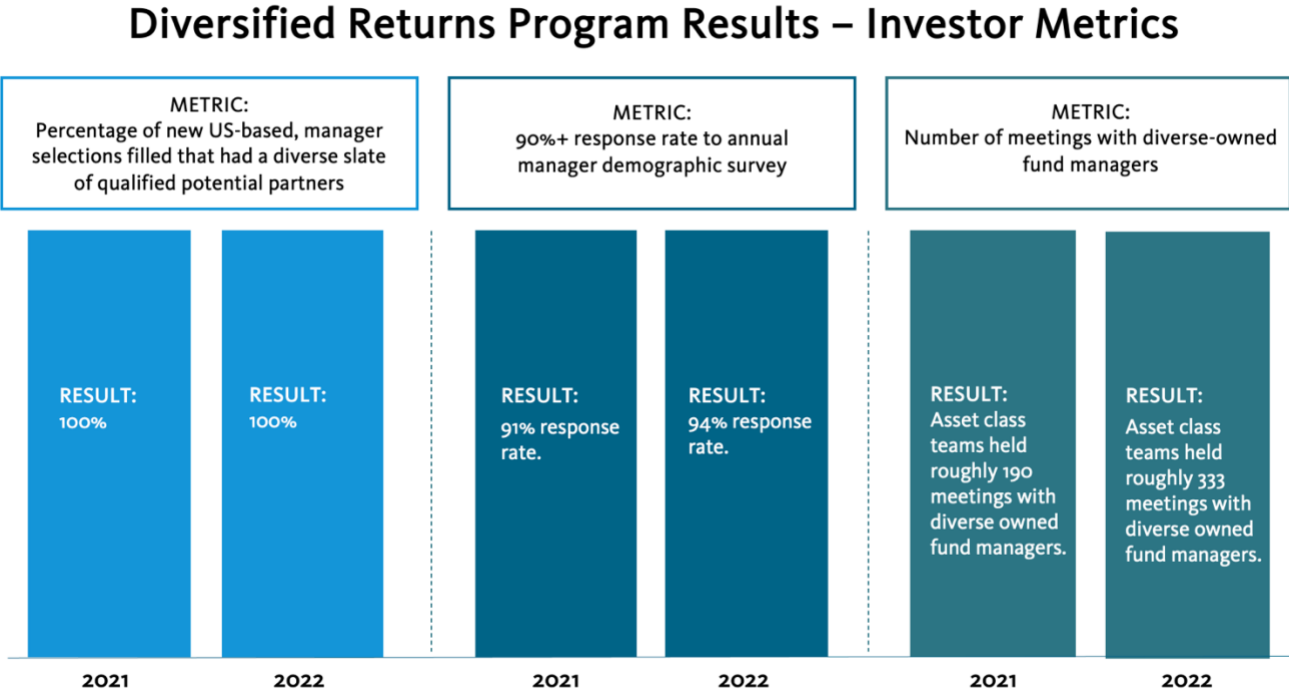 Diversified Returns Program Results – Investor Metrics
METRIC:
Percentage of new US-based, manager
selections filled that had a diverse slate
of qualified potential partners
METRIC:
90%+ response rate to annual
manager demographic survey
METRIC:
Number of meetings with diverse-owned
fund managers
RESULT:
100%
RESULT:
100%
RESULT:
91% response
rate.
RESULT:
94% response
rate.
RESULT:
Asset class
teams held
roughly 190
meetings with
diverse owned
fund managers.
RESULT:
Asset class
teams held
roughly 333
meetings with
diverse owned
fund managers.
2021
2022
2021
2022
2021
2022